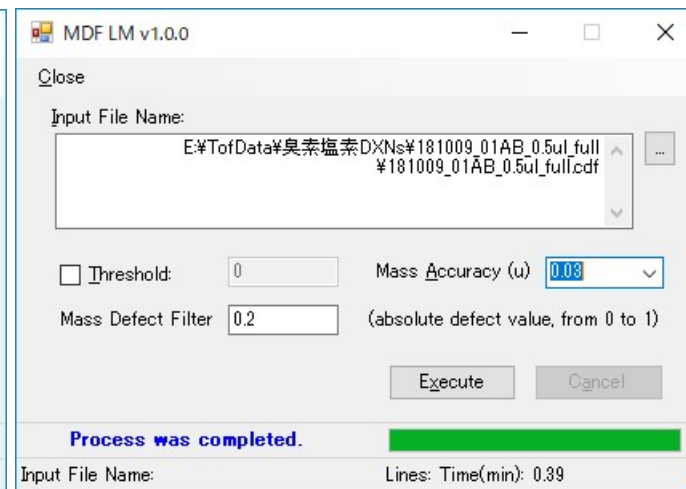 MDF LM v1.0.0
Close
Input File Name:
E:¥TofData¥臭素塩素DXNs¥181009_01AB_0.5ul_full
¥181009_01AB_0.5ul_full.cdf
...
Threshold: 0 Mass Accuracy (u) 0.03
Mass Defect Filter 0.2 (absolute defect value, from 0 to 1)
Execute Cancel
Process was completed.
Input File Name: Lines: Time(min): 0.39